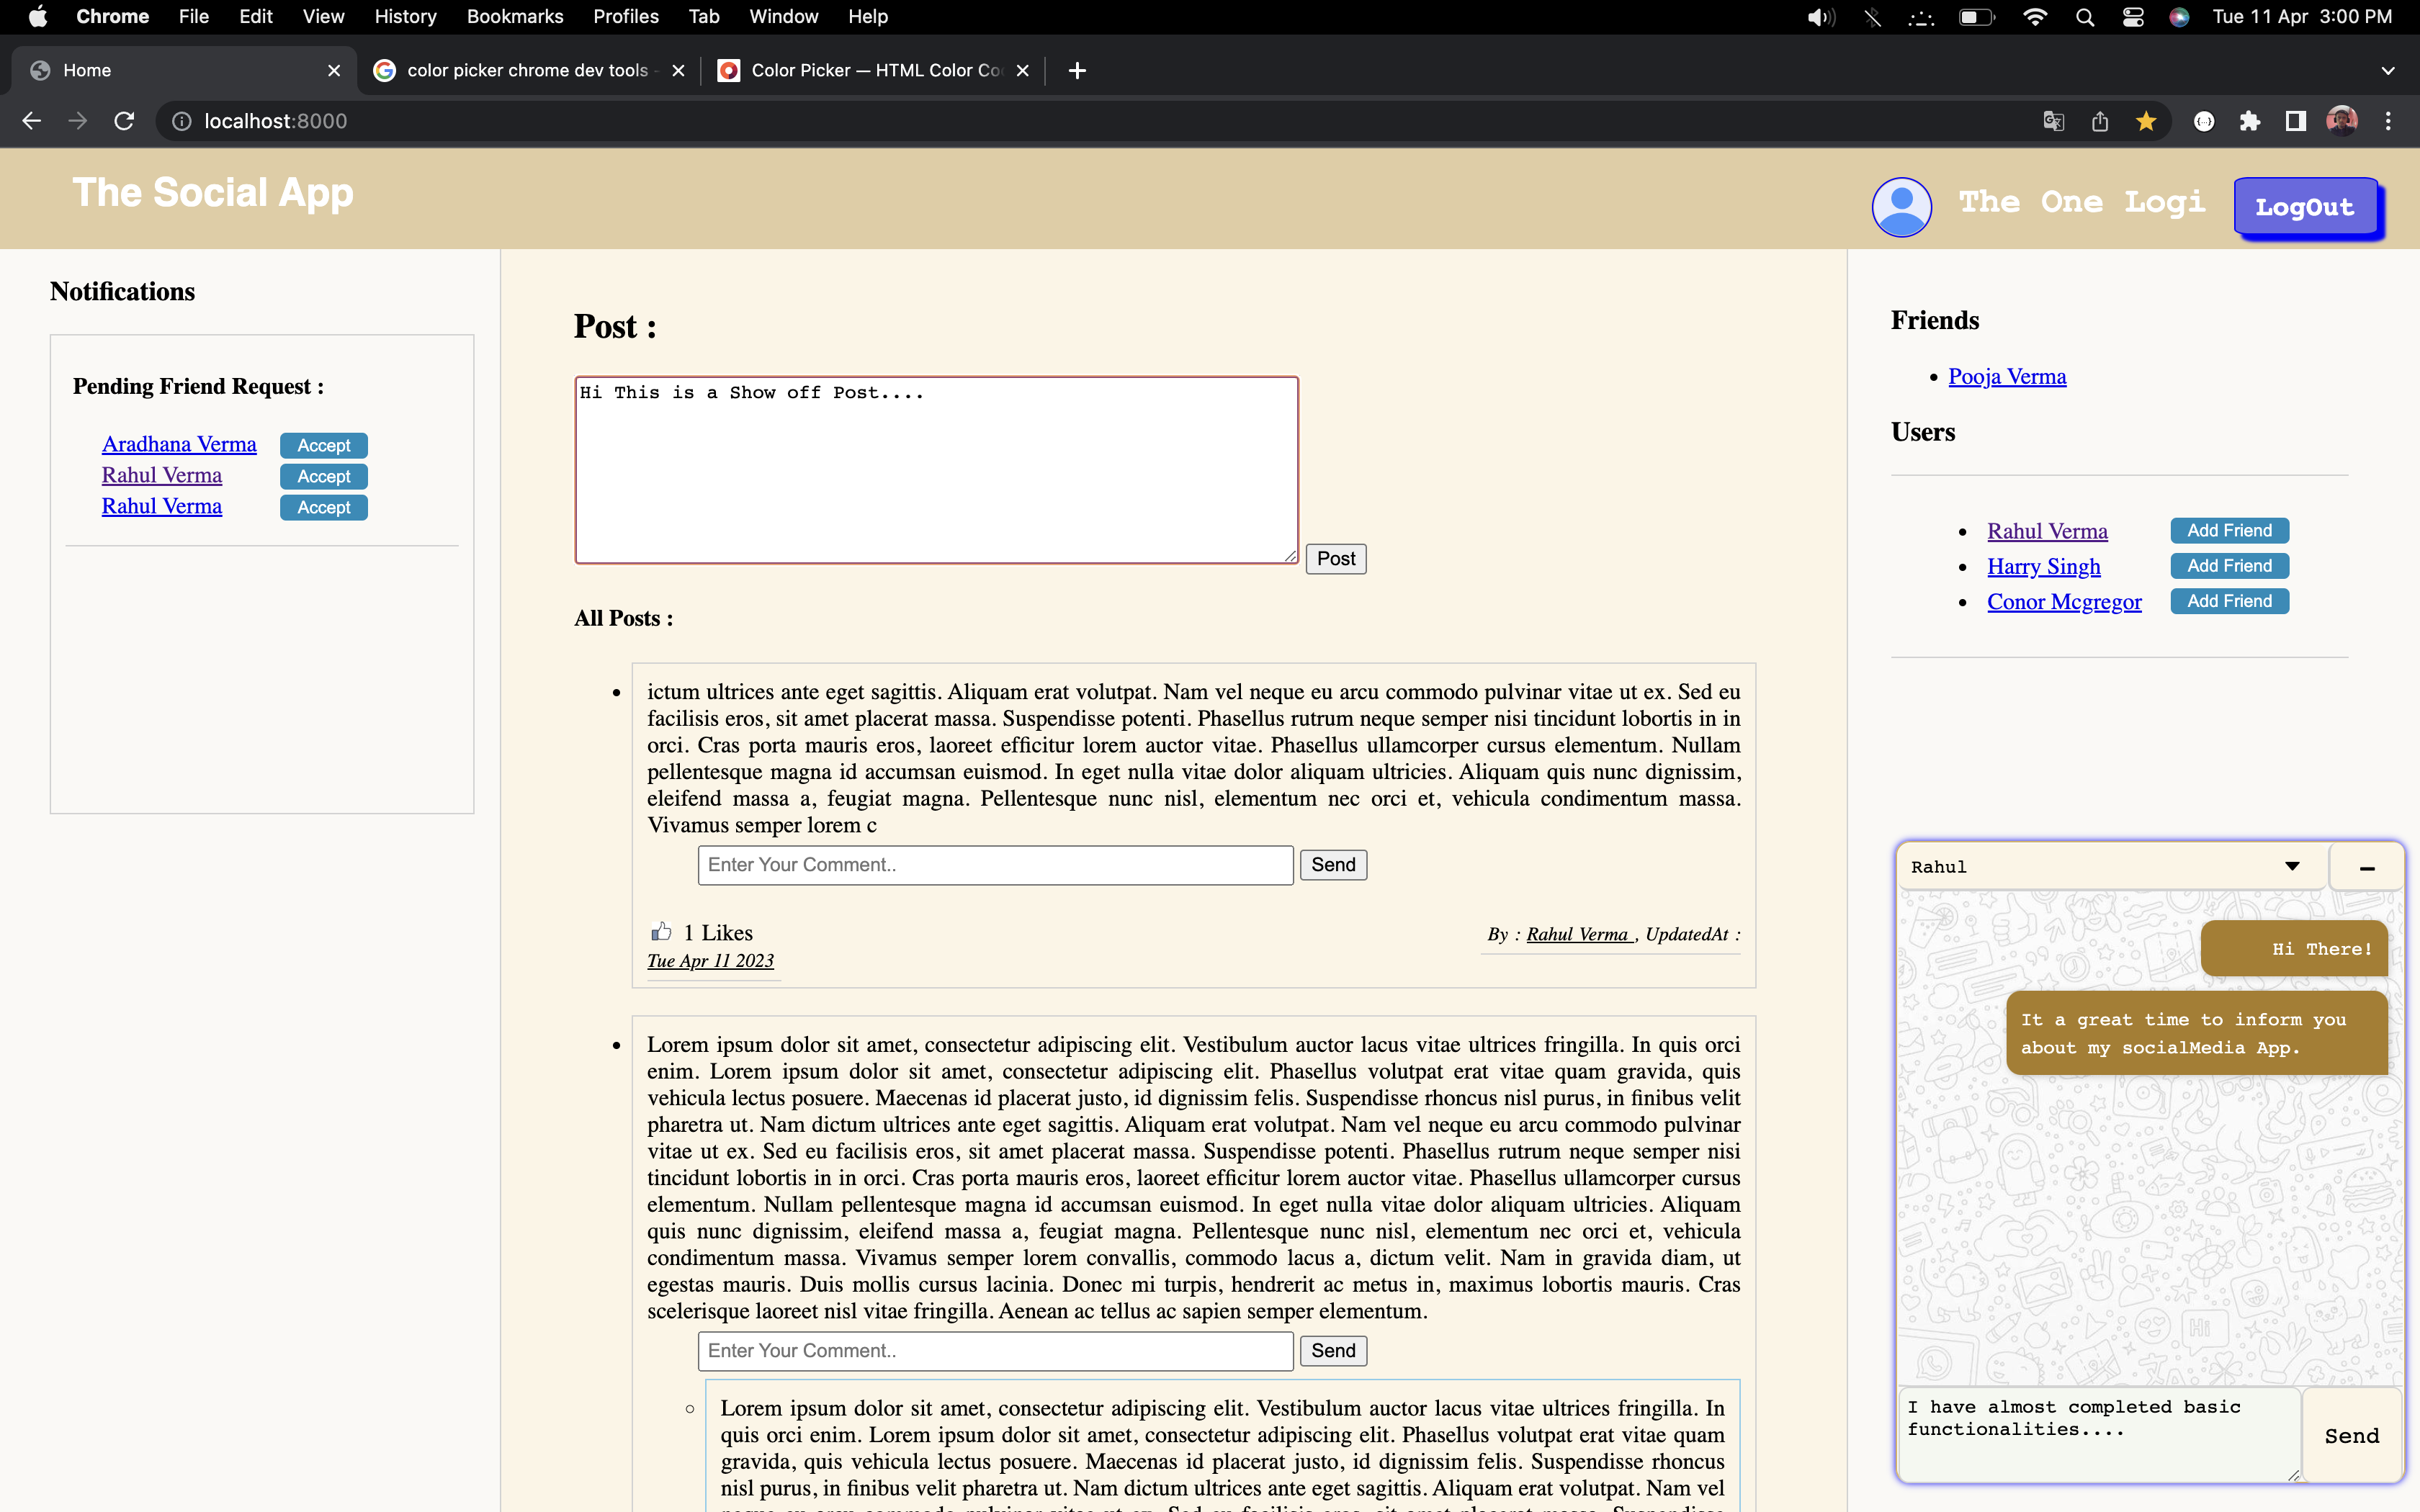 Chrome File Edit View History Bookmarks Profiles Tab Window Help Tue 11 Apr 3:00 PM
Home color picker chrome dev tools - Color Picker — HTML Color Co
localhost:8000
The Social App The One Logi LogOut
Notifications
Pending Friend Request :
Aradhana Verma Accept
Rahul Verma Accept
Rahul Verma Accept
Post :
Hi This is a Show off Post....
Post
All Posts :
ictum ultrices ante eget sagittis. Aliquam erat volutpat. Nam vel neque eu arcu commodo pulvinar vitae ut ex. Sed eu
facilisis eros, sit amet placerat massa. Suspendisse potenti. Phasellus rutrum neque semper nisi tincidunt lobortis in in
orci. Cras porta mauris eros, laoreet efficitur lorem auctor vitae. Phasellus ullamcorper cursus elementum. Nullam
pellentesque magna id accumsan euismod. In eget nulla vitae dolor aliquam ultricies. Aliquam quis nunc dignissim,
eleifend massa a, feugiat magna. Pellentesque nunc nisl, elementum nec orci et, vehicula condimentum massa.
Vivamus semper lorem c
Enter Your Comment.. Send
1 Likes By : Rahul Verma , UpdatedAt :
Tue Apr 11 2023
Lorem ipsum dolor sit amet, consectetur adipiscing elit. Vestibulum auctor lacus vitae ultrices fringilla. In quis orci
enim. Lorem ipsum dolor sit amet, consectetur adipiscing elit. Phasellus volutpat erat vitae quam gravida, quis
vehicula lectus posuere. Maecenas id placerat justo, id dignissim felis. Suspendisse rhoncus nisl purus, in finibus velit
pharetra ut. Nam dictum ultrices ante eget sagittis. Aliquam erat volutpat. Nam vel neque eu arcu commodo pulvinar
vitae ut ex. Sed eu facilisis eros, sit amet placerat massa. Suspendisse potenti. Phasellus rutrum neque semper nisi
tincidunt lobortis in in orci. Cras porta mauris eros, laoreet efficitur lorem auctor vitae. Phasellus ullamcorper cursus
elementum. Nullam pellentesque magna id accumsan euismod. In eget nulla vitae dolor aliquam ultricies. Aliquam
quis nunc dignissim, eleifend massa a, feugiat magna. Pellentesque nunc nisl, elementum nec orci et, vehicula
condimentum massa. Vivamus semper lorem convallis, commodo lacus a, dictum velit. Nam in gravida diam, ut
egestas mauris. Duis mollis cursus lacinia. Donec mi turpis, hendrerit ac metus in, maximus lobortis mauris. Cras
scelerisque laoreet nisl vitae fringilla. Aenean ac tellus ac sapien semper elementum.
Enter Your Comment.. Send
Lorem ipsum dolor sit amet, consectetur adipiscing elit. Vestibulum auctor lacus vitae ultrices fringilla. In
quis orci enim. Lorem ipsum dolor sit amet, consectetur adipiscing elit. Phasellus volutpat erat vitae quam
gravida, quis vehicula lectus posuere. Maecenas id placerat justo, id dignissim felis. Suspendisse rhoncus
nisl purus, in finibus velit pharetra ut. Nam dictum ultrices ante eget sagittis. Aliquam erat volutpat. Nam vel
Friends
Pooja Verma
Users
Rahul Verma Add Friend
Harry Singh Add Friend
Conor Mcgregor Add Friend
Rahul
Hi There!
It a great time to inform you
about my socialMedia App.
Hi
I have almost completed basic
functionalities....
Send